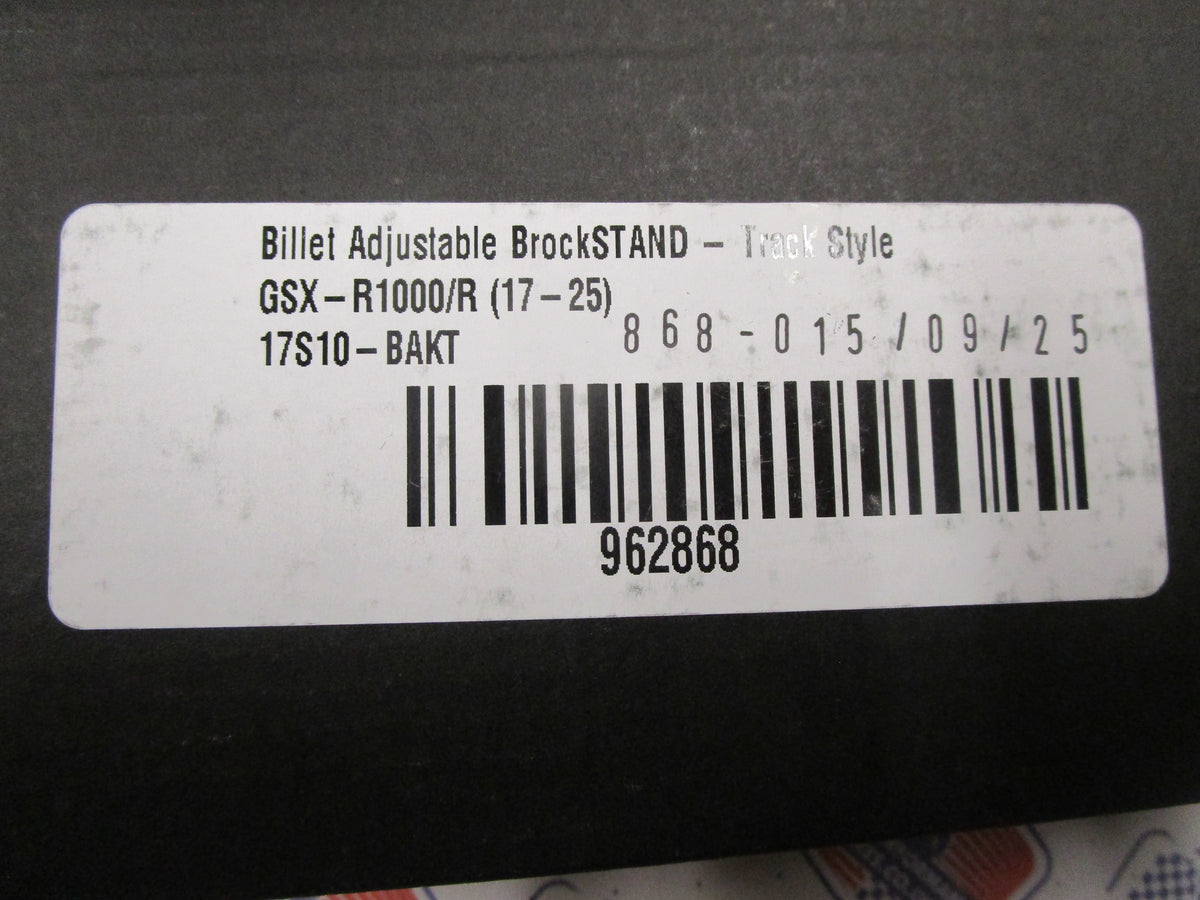 Billet Adjustable BrockSTAND – Track Style
GSX–R1000/R (17–25)
17S10–BAKT
868-015/09/25
962868